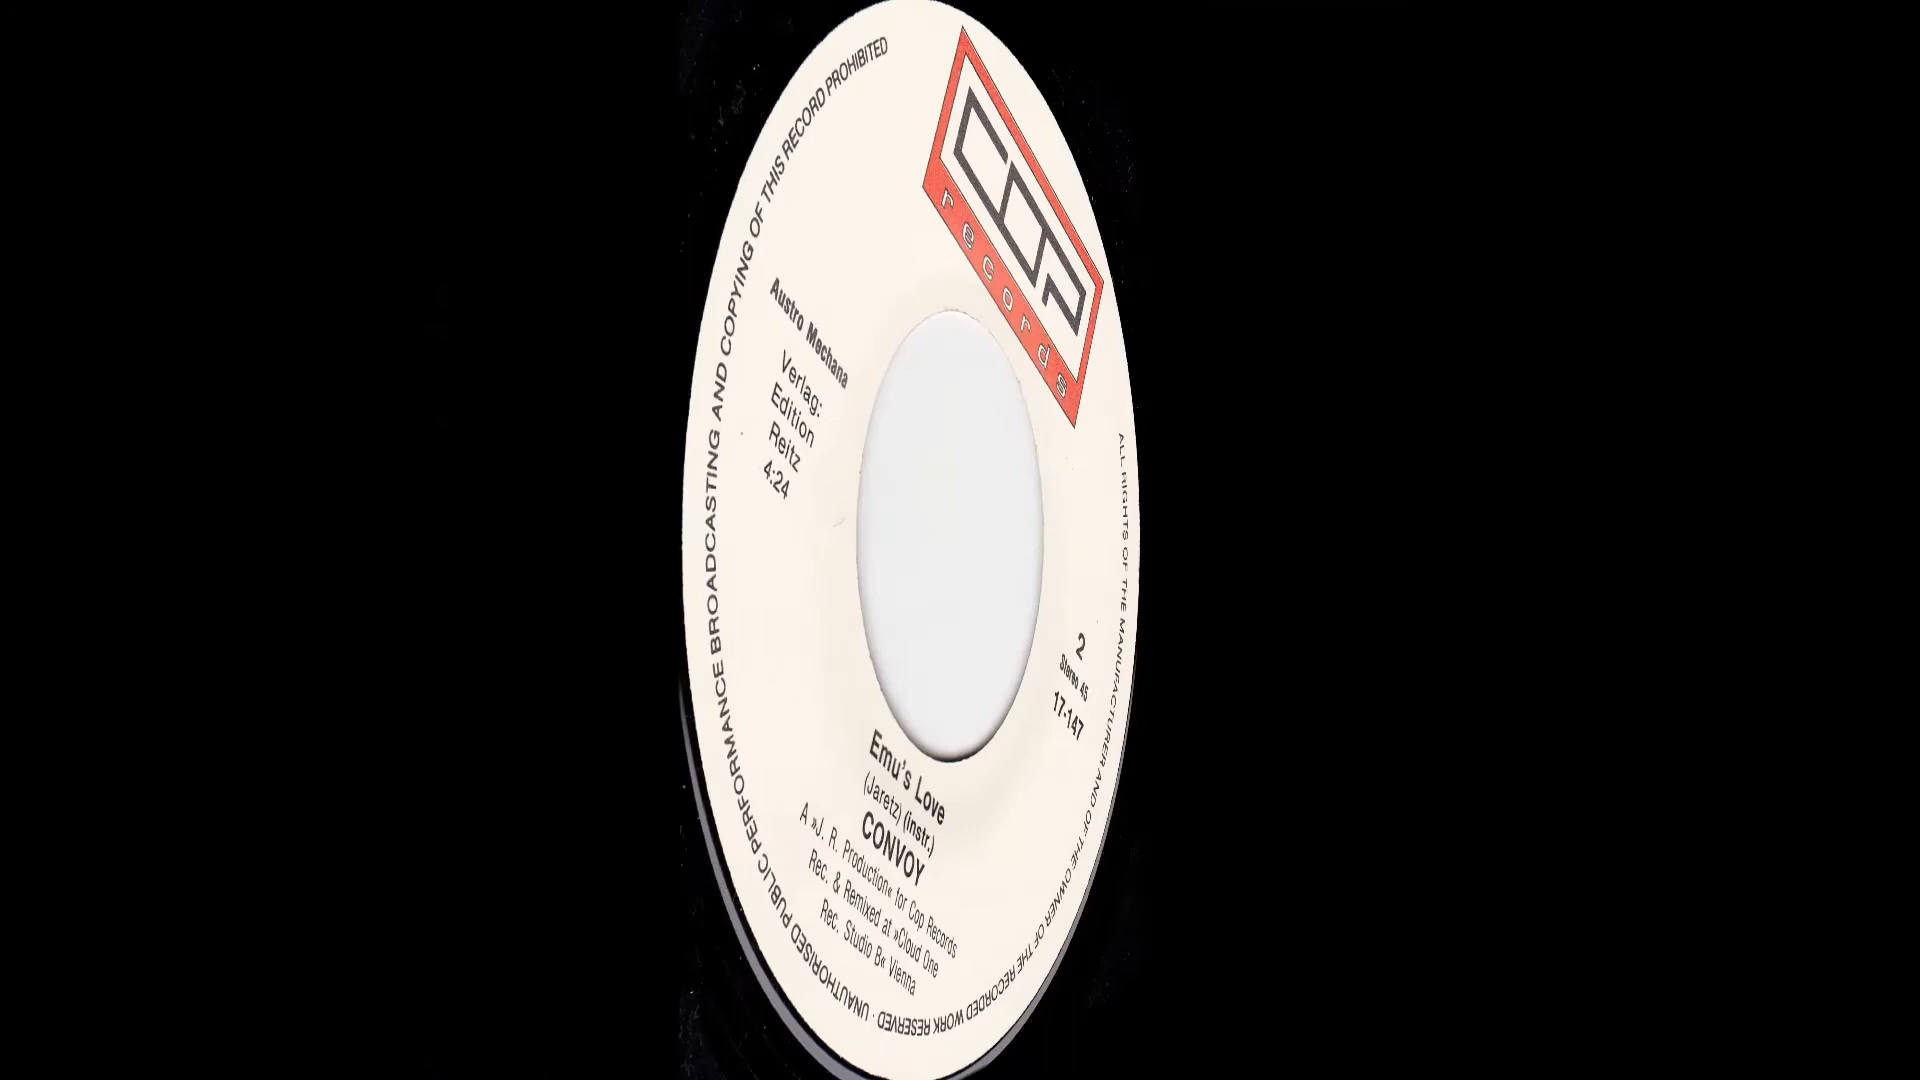 COP
records
Austro Mechana
Verlag:
Edition
Reitz
4:24
2
Stereo 45
17-147
Emu's Love
(Jaretz) (instr.)
CONVOY
A »J. R. Production« for Cop Records
Rec. & Remixed at »Cloud One
Rec. Studio B« Vienna
ALL RIGHTS OF THE MANUFACTURER AND OF THE OWNER OF THE RECORDED WORK RESERVED · UNAUTHORISED PUBLIC PERFORMANCE BROADCASTING AND COPYING OF THIS RECORD PROHIBITED